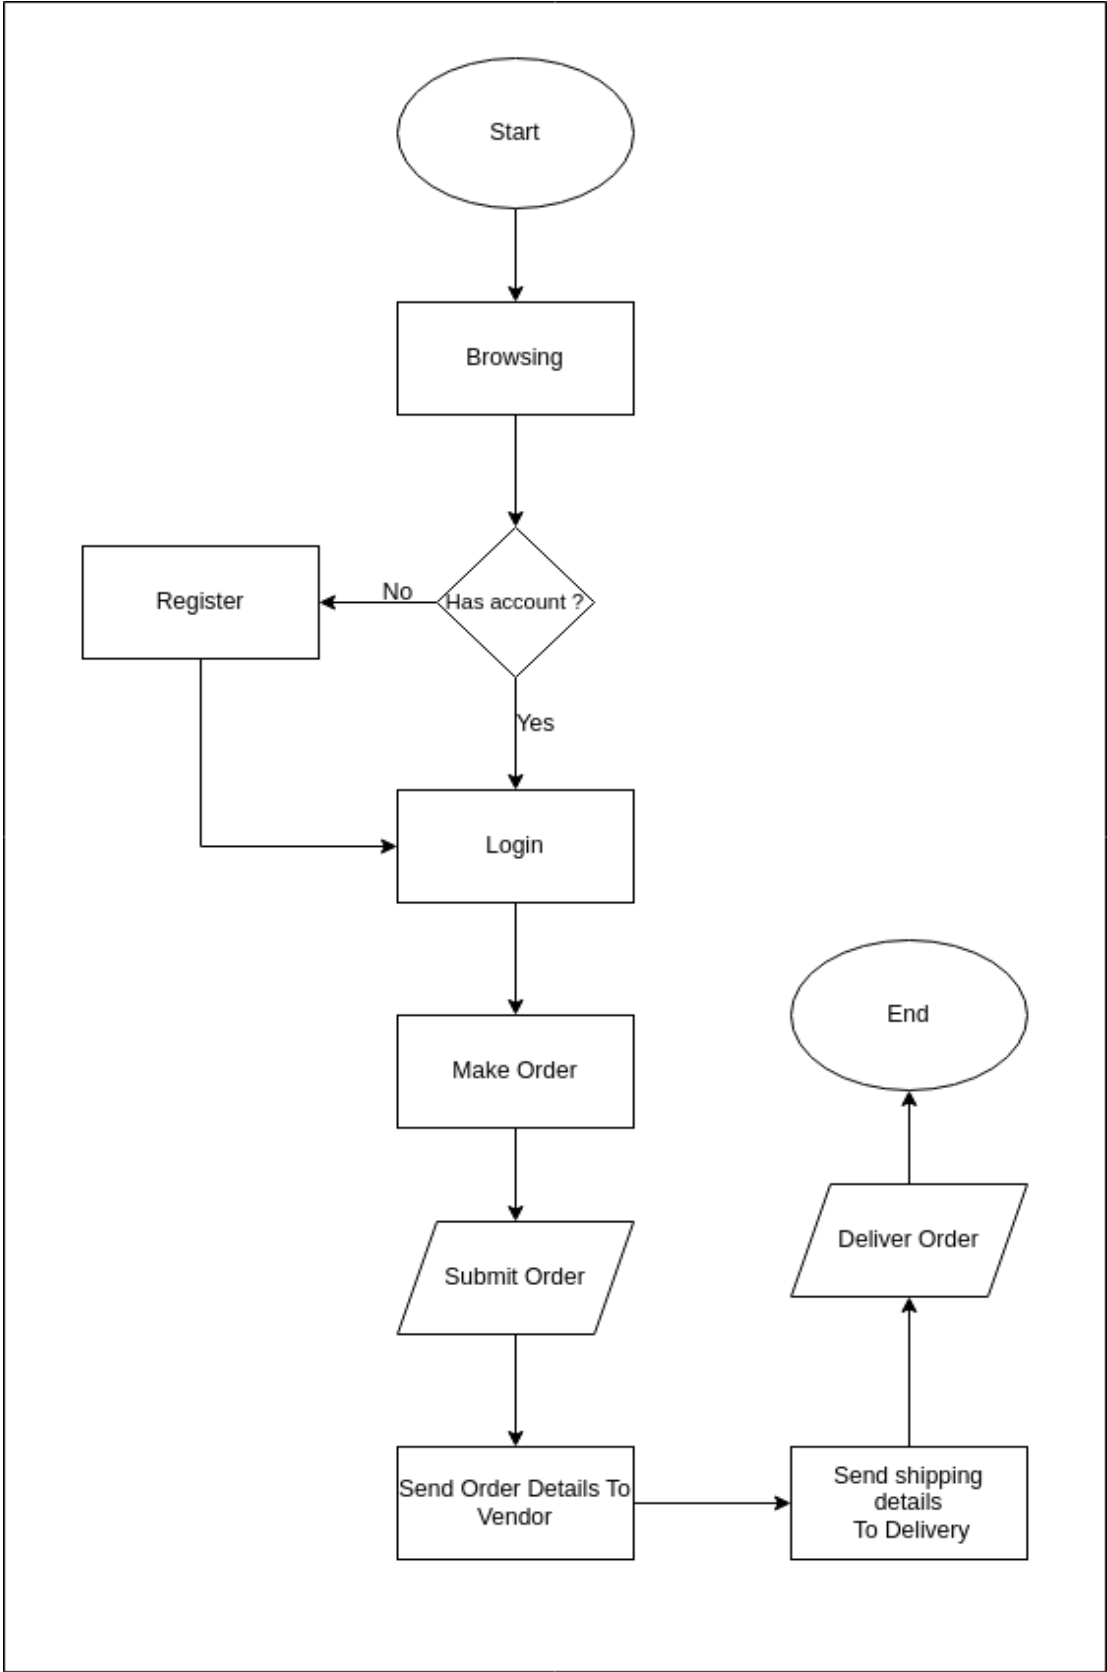 Start
Browsing
Has account ?
No
Register
Yes
Login
Make Order
Submit Order
Send Order Details To
Vendor
Send shipping
details
To Delivery
Deliver Order
End